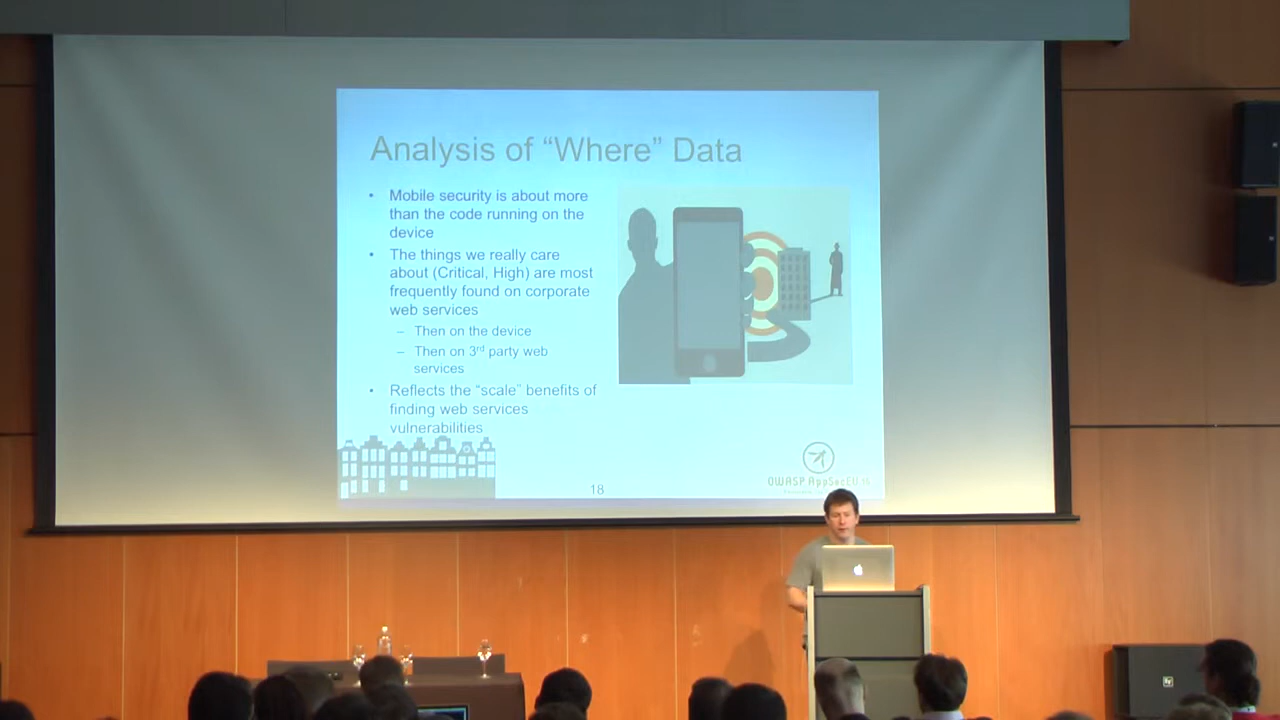 Analysis of “Where” Data
• Mobile security is about more
than the code running on the
device
• The things we really care
about (Critical, High) are most
frequently found on corporate
web services
– Then on the device
– Then on 3rd party web
services
• Reflects the “scale” benefits of
finding web services
vulnerabilities
18
OWASP AppSecEU